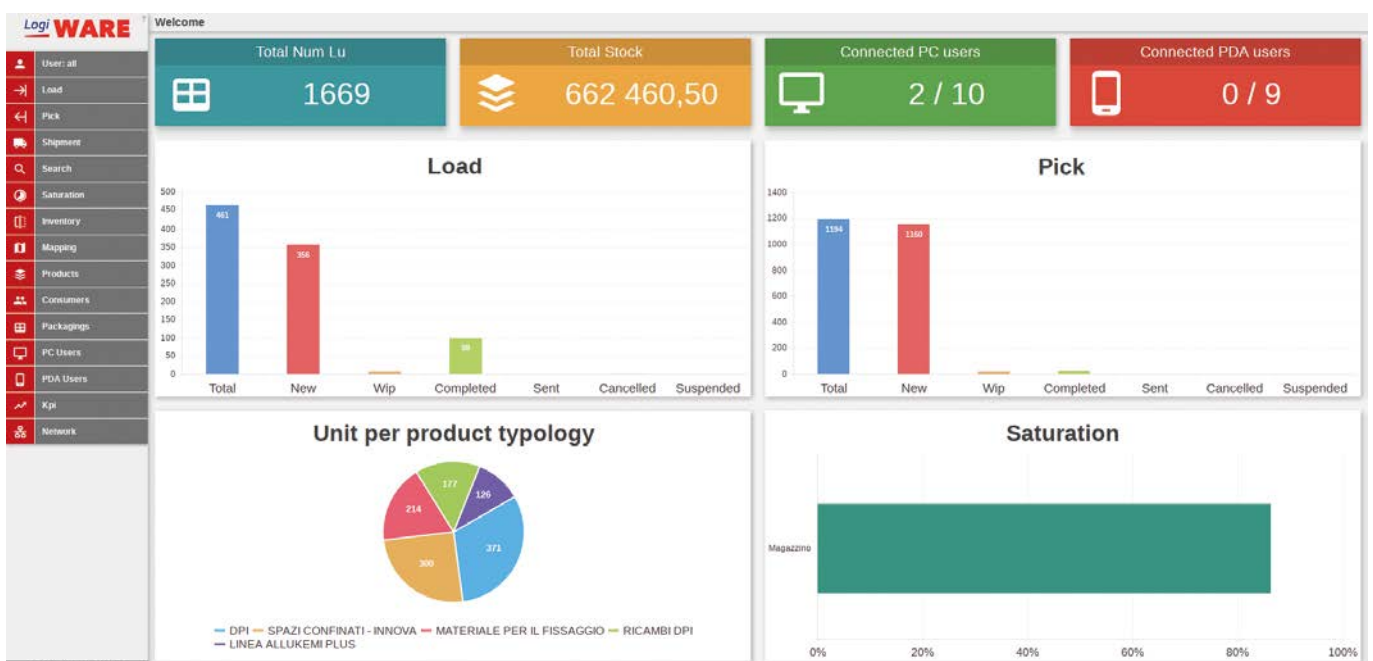 Logi WARE
?
Welcome
User: all
Load
Pick
Shipment
Search
Saturation
Inventory
Mapping
Products
Consumers
Packagings
PC Users
PDA Users
Kpi
Network
Total Num Lu
1669
Total Stock
662 460,50
Connected PC users
2 / 10
Connected PDA users
0 / 9
Load
500
450
400
350
300
250
200
150
100
50
0
461
356
Total New Wip Completed Sent Cancelled Suspended
Pick
1400
1200
1000
800
600
400
200
0
1194
1160
Total New Wip Completed Sent Cancelled Suspended
Unit per product typology
177
126
214
371
300
DPI SPAZI CONFINATI - INNOVA MATERIALE PER IL FISSAGGIO RICAMBI DPI
LINEA ALLUKEMI PLUS
Saturation
Magazzino
0% 20% 40% 60% 80% 100%